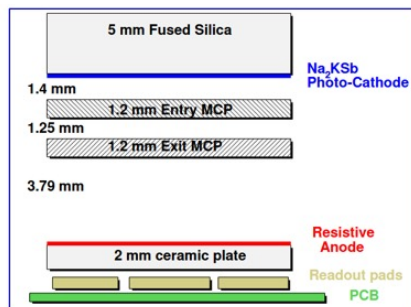 5 mm Fused Silica
Na₂KSb
Photo-Cathode
1.4 mm
1.2 mm Entry MCP
1.25 mm
1.2 mm Exit MCP
3.79 mm
Resistive
Anode
2 mm ceramic plate
Readout pads
PCB